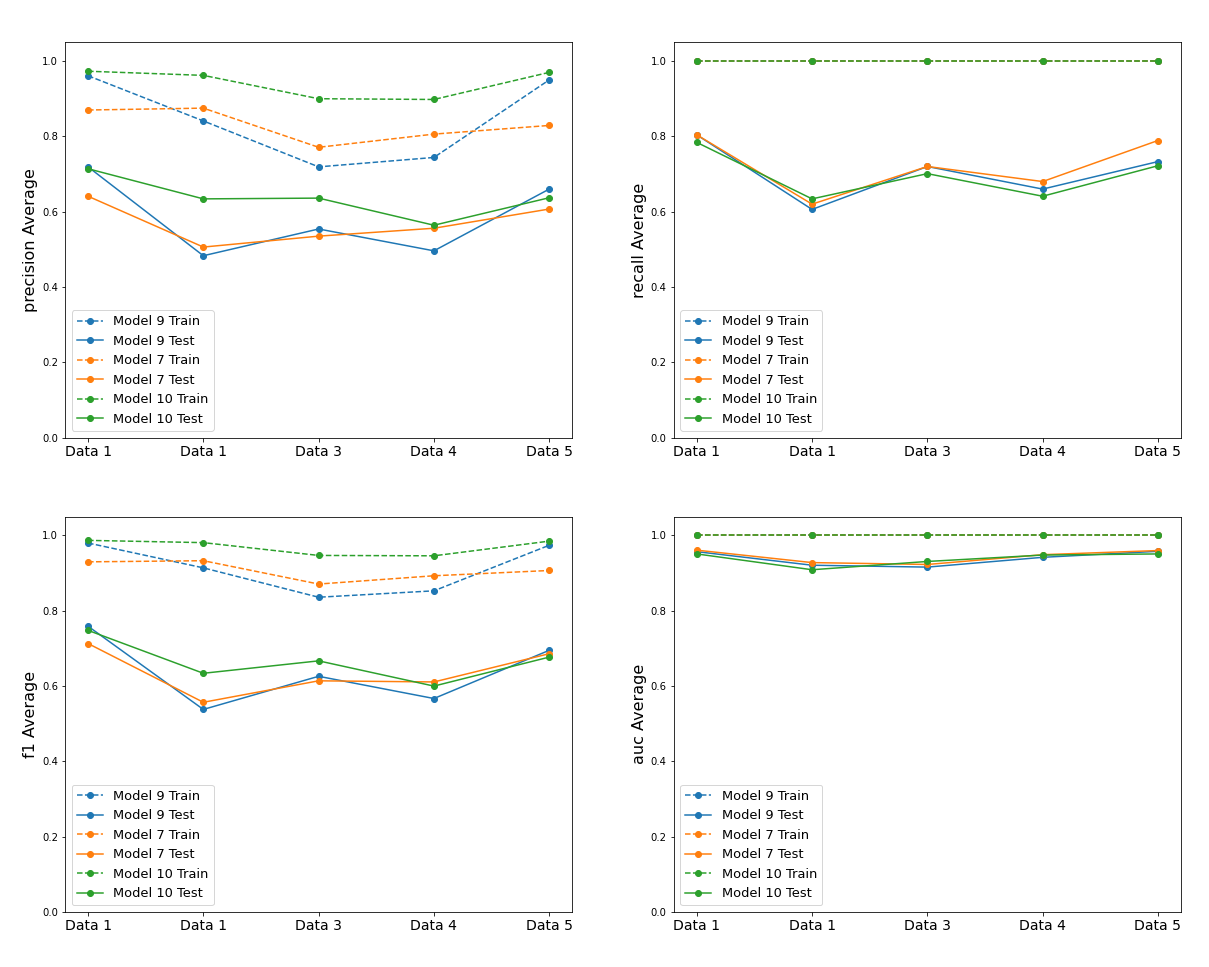 precision Average
1.0
0.8
0.6
0.4
0.2
0.0
Model 9 Train
Model 9 Test
Model 7 Train
Model 7 Test
Model 10 Train
Model 10 Test
Data 1 Data 1 Data 3 Data 4 Data 5
recall Average
1.0
0.8
0.6
0.4
0.2
0.0
Model 9 Train
Model 9 Test
Model 7 Train
Model 7 Test
Model 10 Train
Model 10 Test
Data 1 Data 1 Data 3 Data 4 Data 5
f1 Average
1.0
0.8
0.6
0.4
0.2
0.0
Model 9 Train
Model 9 Test
Model 7 Train
Model 7 Test
Model 10 Train
Model 10 Test
Data 1 Data 1 Data 3 Data 4 Data 5
auc Average
1.0
0.8
0.6
0.4
0.2
0.0
Model 9 Train
Model 9 Test
Model 7 Train
Model 7 Test
Model 10 Train
Model 10 Test
Data 1 Data 1 Data 3 Data 4 Data 5